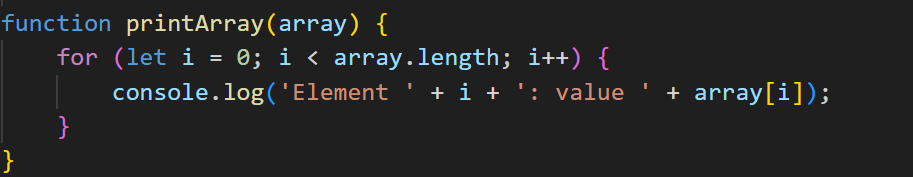 function printArray(array) {
    for (let i = 0; i < array.length; i++) {
        console.log('Element ' + i + ': value ' + array[i]);
    }
}